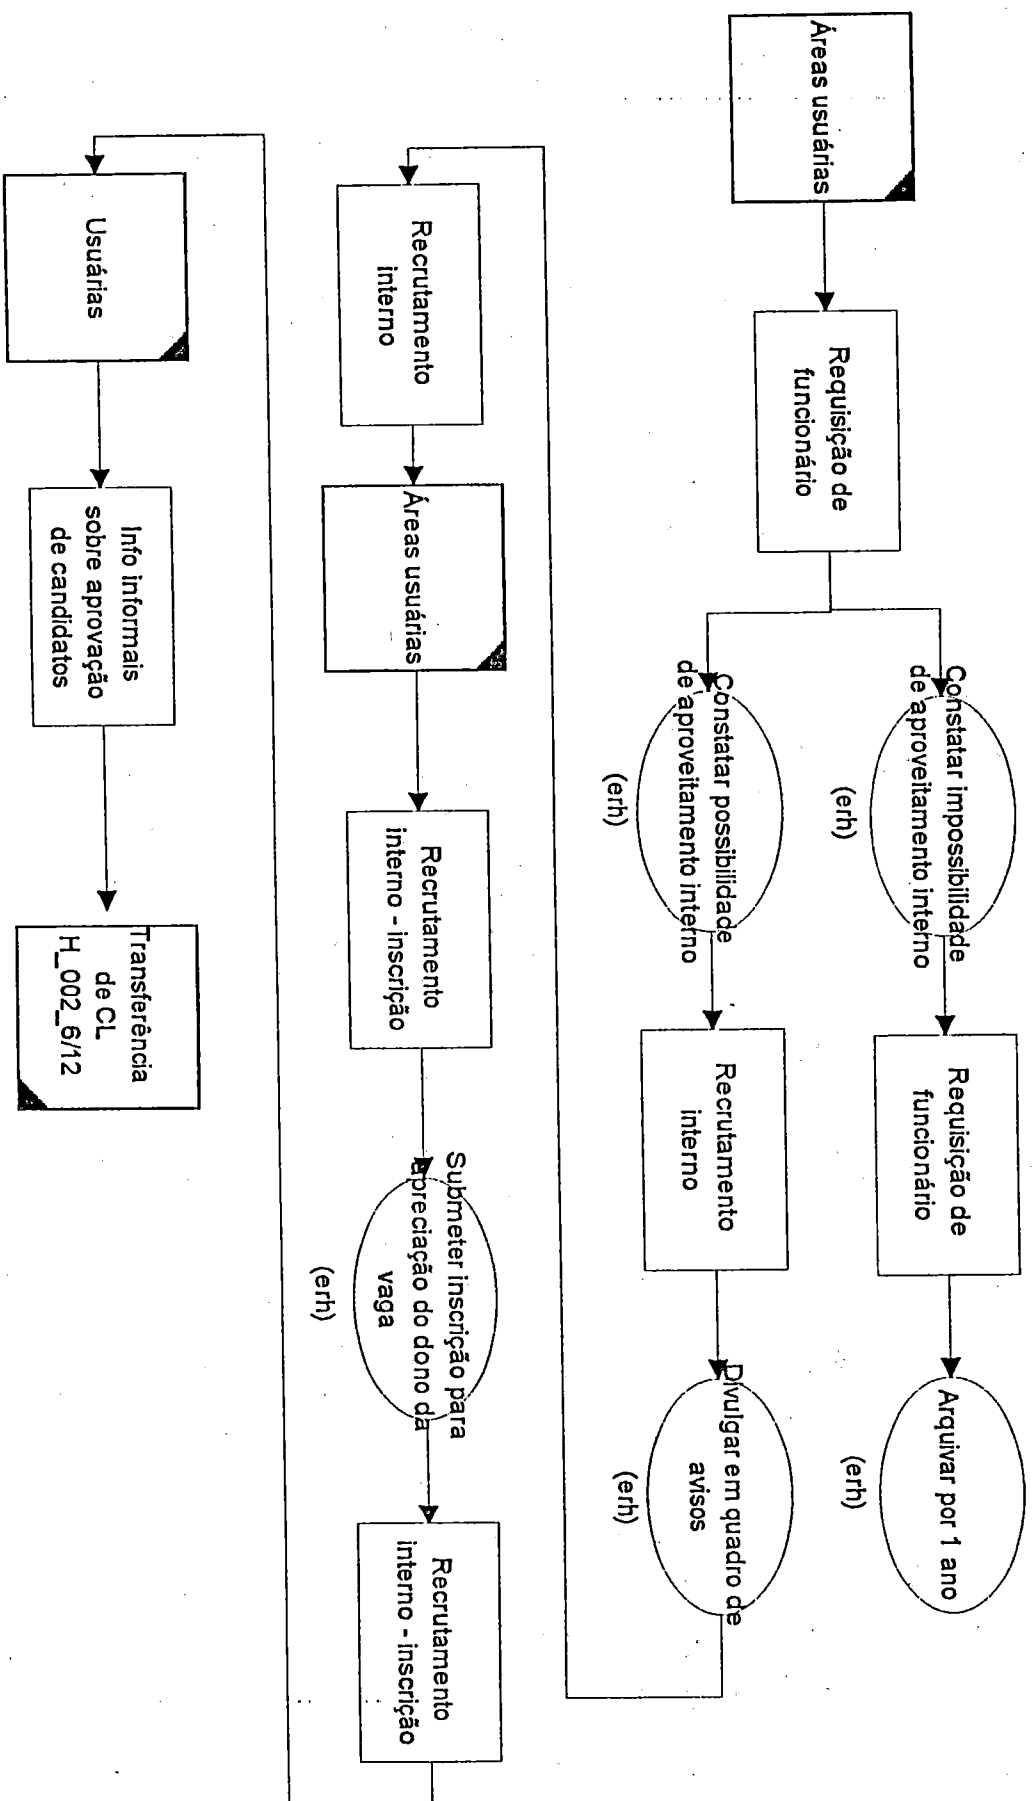 Áreas usuárias
Requisição de
funcionário
Constatar impossibilidade
de aproveitamento interno
(erh)
Requisição de
funcionário
Arquivar por 1 ano
(erh)
Constatar possibilidade
de aproveitamento interno
(erh)
Recrutamento
interno
Divulgar em quadro de
avisos
(erh)
Recrutamento
interno
Áreas usuárias
Recrutamento
interno - inscrição
Submeter inscrição para
apreciação do dono da
vaga
(erh)
Recrutamento
interno - inscrição
Usuárias
Info informais
sobre aprovação
de candidatos
Transferência
de CL
H_002_6/12